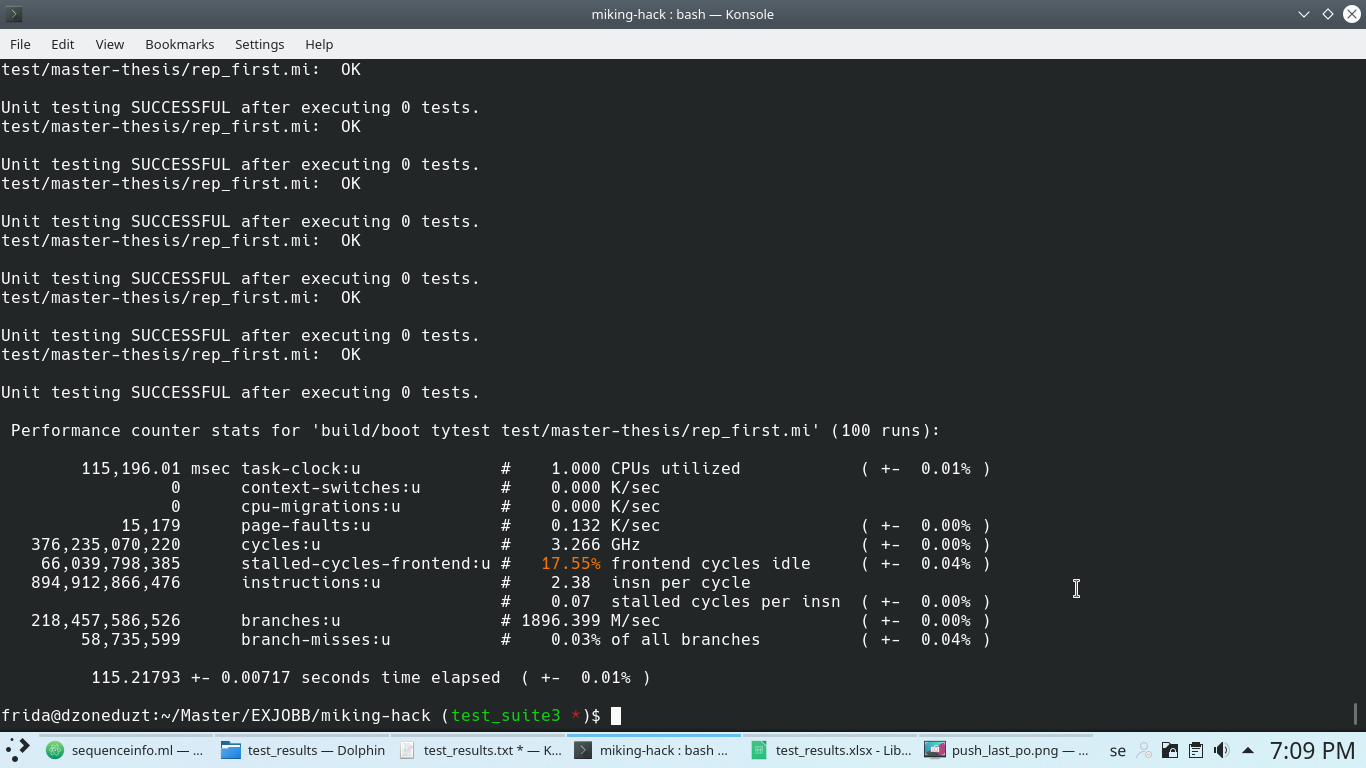 miking-hack : bash — Konsole
File Edit View Bookmarks Settings Help
test/master-thesis/rep_first.mi:  OK
Unit testing SUCCESSFUL after executing 0 tests.
test/master-thesis/rep_first.mi:  OK
Unit testing SUCCESSFUL after executing 0 tests.
test/master-thesis/rep_first.mi:  OK
Unit testing SUCCESSFUL after executing 0 tests.
test/master-thesis/rep_first.mi:  OK
Unit testing SUCCESSFUL after executing 0 tests.
test/master-thesis/rep_first.mi:  OK
Unit testing SUCCESSFUL after executing 0 tests.
test/master-thesis/rep_first.mi:  OK
Unit testing SUCCESSFUL after executing 0 tests.
Performance counter stats for 'build/boot tytest test/master-thesis/rep_first.mi' (100 runs):
115,196.01 msec task-clock:u # 1.000 CPUs utilized ( +- 0.01% )
0 context-switches:u # 0.000 K/sec
0 cpu-migrations:u # 0.000 K/sec
15,179 page-faults:u # 0.132 K/sec ( +- 0.00% )
376,235,070,220 cycles:u # 3.266 GHz ( +- 0.00% )
66,039,798,385 stalled-cycles-frontend:u # 17.55% frontend cycles idle ( +- 0.04% )
894,912,866,476 instructions:u # 2.38 insn per cycle
# 0.07 stalled cycles per insn ( +- 0.00% )
218,457,586,526 branches:u # 1896.399 M/sec ( +- 0.00% )
58,735,599 branch-misses:u # 0.03% of all branches ( +- 0.04% )
115.21793 +- 0.00717 seconds time elapsed ( +- 0.01% )
frida@dzoneduzt:~/Master/EXJOBB/miking-hack (test_suite3 *)$
sequenceinfo.ml — ... test_results — Dolphin test_results.txt * — K... miking-hack : bash ... test_results.xlsx - Lib... push_last_po.png — ... se 7:09 PM